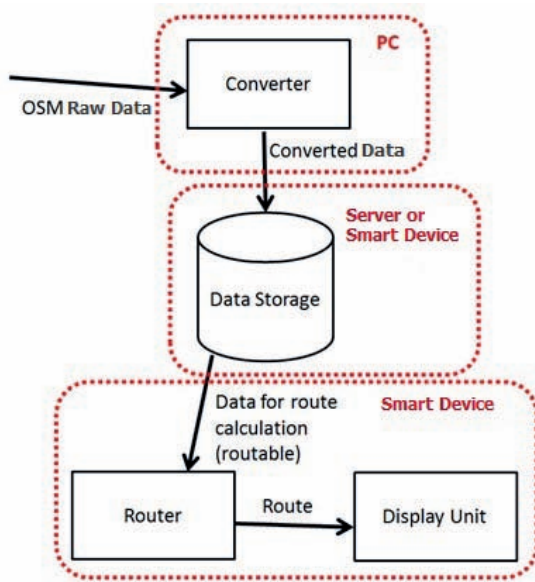 PC
Converter
OSM Raw Data
Converted Data
Server or
Smart Device
Data Storage
Smart Device
Data for route
calculation
(routable)
Router
Route
Display Unit